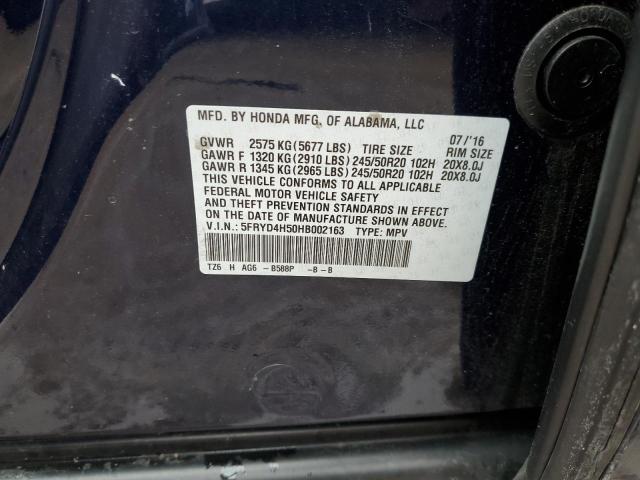 MFD. BY HONDA MFG. OF ALABAMA, LLC
07/'16
GVWR 2575 KG (5677 LBS) TIRE SIZE RIM SIZE
GAWR F 1320 KG (2910 LBS) 245/50R20 102H 20X8.0J
GAWR R 1345 KG (2965 LBS) 245/50R20 102H 20X8.0J
THIS VEHICLE CONFORMS TO ALL APPLICABLE
FEDERAL MOTOR VEHICLE SAFETY
AND THEFT PREVENTION STANDARDS IN EFFECT
ON THE DATE OF MANUFACTURE SHOWN ABOVE.
V.I.N.: 5FRYD4H50HB002163 TYPE: MPV
TZ6 H AG6 - B588P - B - B